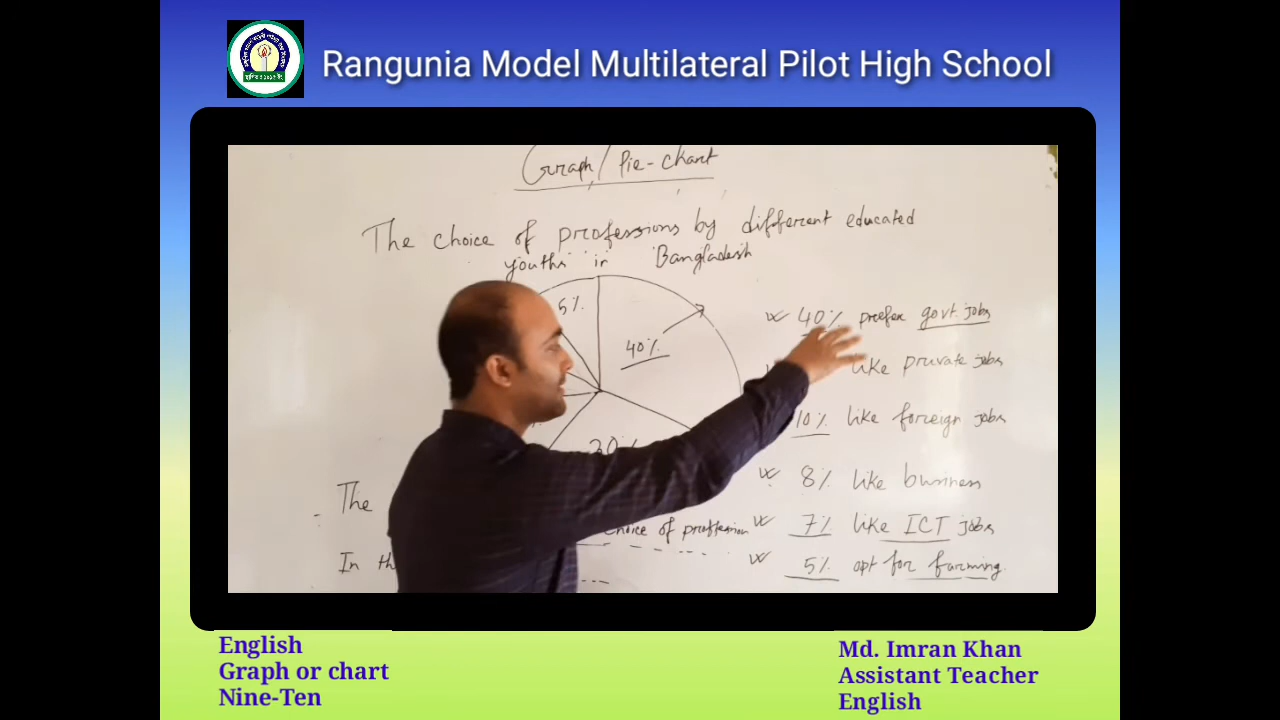 Rangunia Model Multilateral Pilot High School
Graph/Pie-chart
The choice of professions by different educated
youths in Bangladesh
5%
40%
30%
40% prefer govt. jobs
like private jobs
10% like foreign jobs
8% like business
7% like ICT jobs
5% opt for farming
The
choice of profession
In th
English
Graph or chart
Nine-Ten
Md. Imran Khan
Assistant Teacher
English